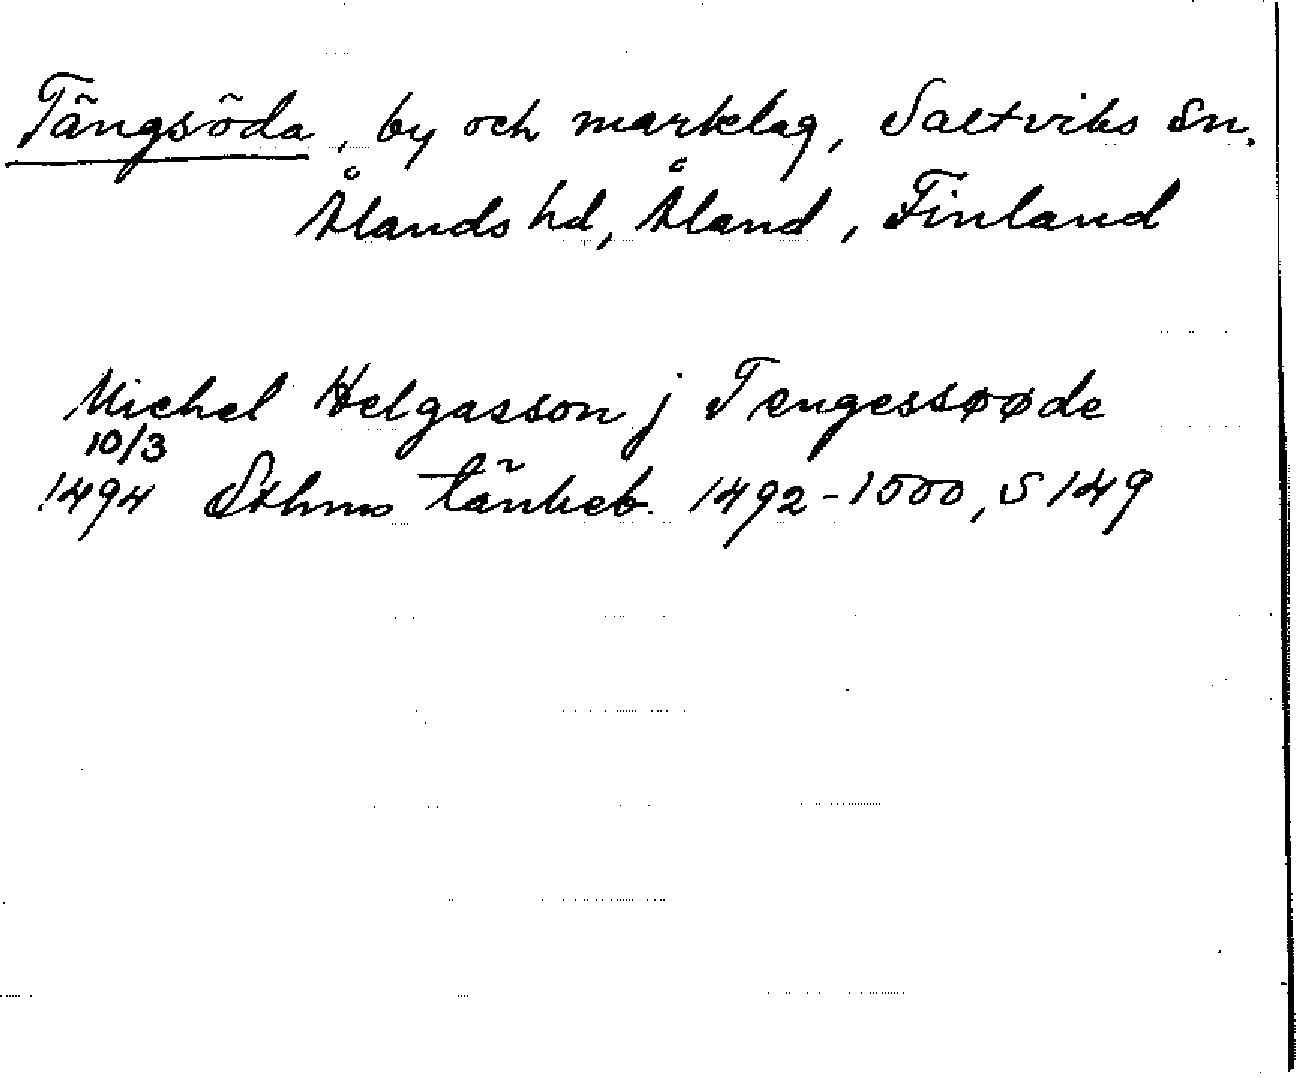 Tängsöda, by och marklag, Saltviks sn.
Ålands hd, Åland, Finland
Michel Helgasson j Tengessøøde
10/3
1494 Sthms tänkeb. 1492-1500, S 149